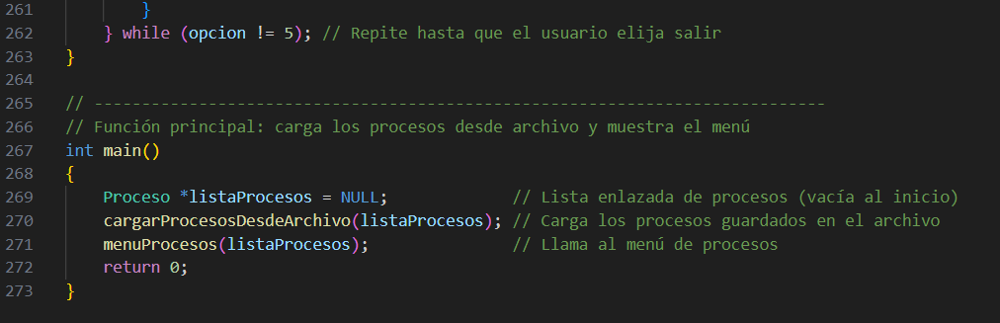 261 }
262 } while (opcion != 5); // Repite hasta que el usuario elija salir
263 }
264
265 // --------------------------------------------------------------------------
266 // Función principal: carga los procesos desde archivo y muestra el menú
267 int main()
268 {
269 Proceso *listaProcesos = NULL; // Lista enlazada de procesos (vacía al inicio)
270 cargarProcesosDesdeArchivo(listaProcesos); // Carga los procesos guardados en el archivo
271 menuProcesos(listaProcesos); // Llama al menú de procesos
272 return 0;
273 }